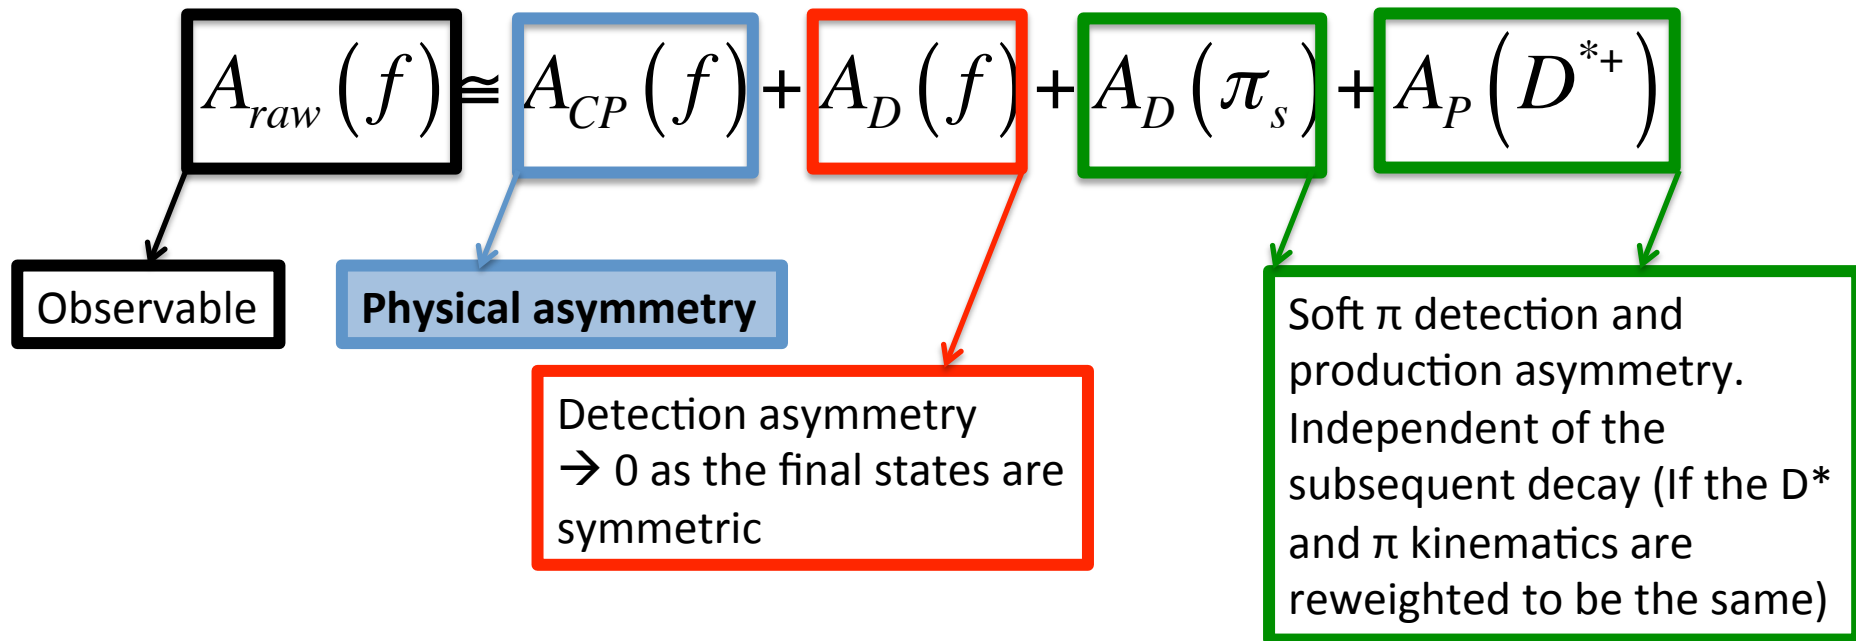 A_raw (f) ≅ A_CP (f) + A_D (f) + A_D (π_s) + A_P (D^*+)
Observable
Physical asymmetry
Detection asymmetry
→ 0 as the final states are
symmetric
Soft π detection and
production asymmetry.
Independent of the
subsequent decay (If the D*
and π kinematics are
reweighted to be the same)